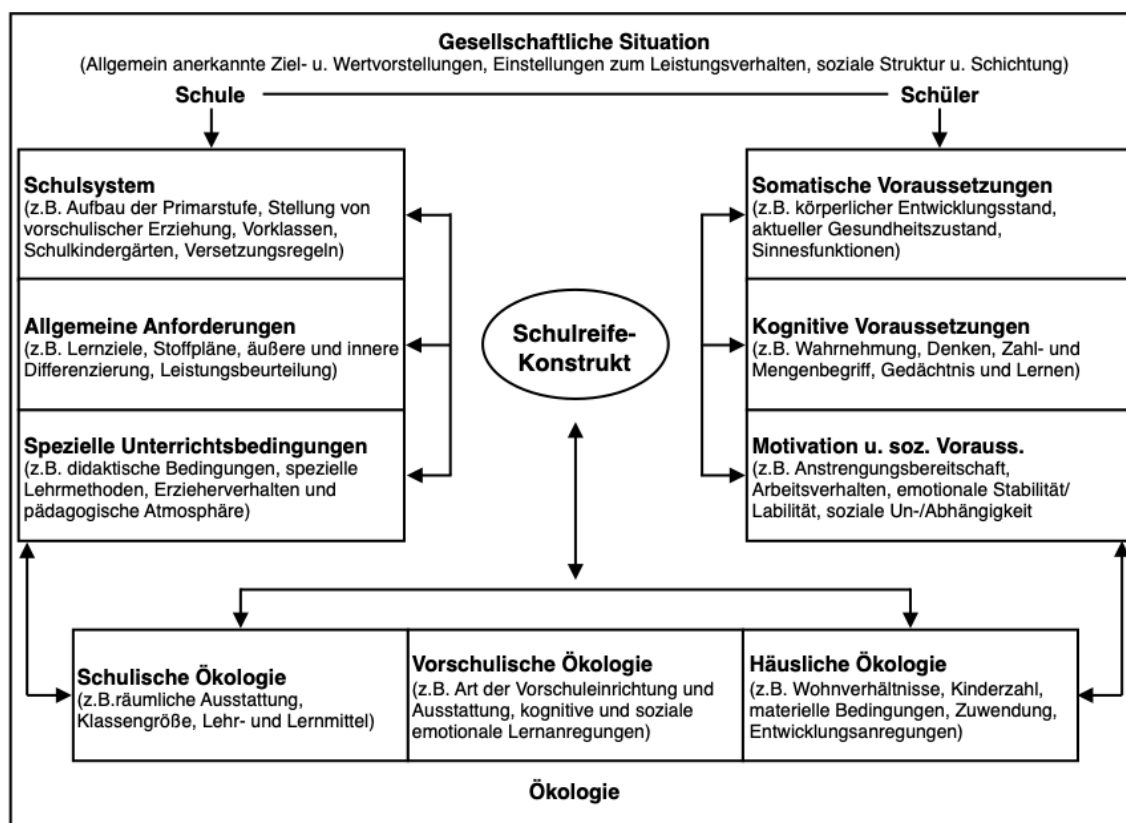 Gesellschaftliche Situation
(Allgemein anerkannte Ziel- u. Wertvorstellungen, Einstellungen zum Leistungsverhalten, soziale Struktur u. Schichtung)
Schule
Schüler
Schulsystem
(z.B. Aufbau der Primarstufe, Stellung von
vorschulischer Erziehung, Vorklassen,
Schulkindergärten, Versetzungsregeln)
Allgemeine Anforderungen
(z.B. Lernziele, Stoffpläne, äußere und innere
Differenzierung, Leistungsbeurteilung)
Spezielle Unterrichtsbedingungen
(z.B. didaktische Bedingungen, spezielle
Lehrmethoden, Erzieherverhalten und
pädagogische Atmosphäre)
Schulreife-
Konstrukt
Somatische Voraussetzungen
(z.B. körperlicher Entwicklungsstand,
aktueller Gesundheitszustand,
Sinnesfunktionen)
Kognitive Voraussetzungen
(z.B. Wahrnehmung, Denken, Zahl- und
Mengenbegriff, Gedächtnis und Lernen)
Motivation u. soz. Vorauss.
(z.B. Anstrengungsbereitschaft,
Arbeitsverhalten, emotionale Stabilität/
Labilität, soziale Un-/Abhängigkeit
Schulische Ökologie
(z.B.räumliche Ausstattung,
Klassengröße, Lehr- und Lernmittel)
Vorschulische Ökologie
(z.B. Art der Vorschuleinrichtung und
Ausstattung, kognitive und soziale
emotionale Lernanregungen)
Häusliche Ökologie
(z.B. Wohnverhältnisse, Kinderzahl,
materielle Bedingungen, Zuwendung,
Entwicklungsanregungen)
Ökologie